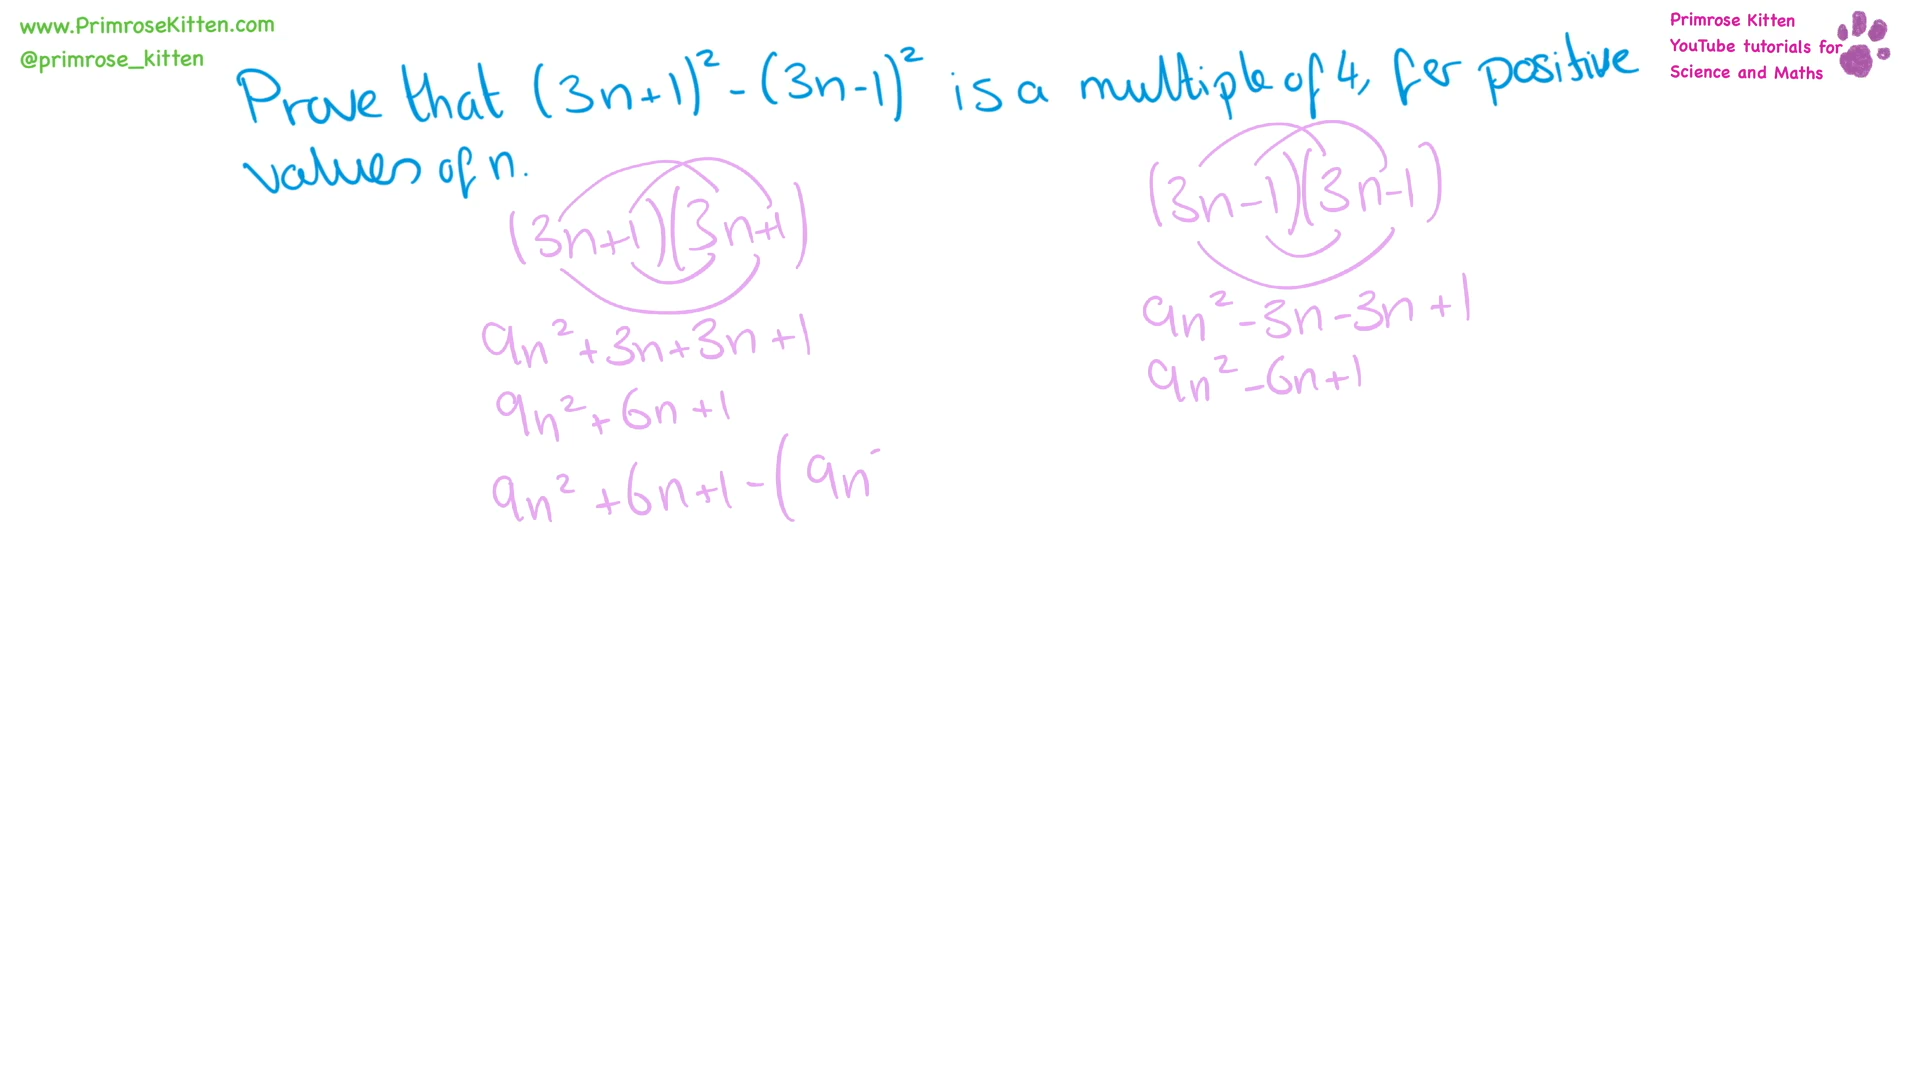 www.PrimroseKitten.com
@primrose_kitten
Primrose Kitten
YouTube tutorials for
Science and Maths
Prove that (3n+1)² - (3n-1)² is a multiple of 4, for positive
values of n.
(3n+1)(3n+1)
9n² + 3n + 3n + 1
9n² + 6n + 1
9n² + 6n + 1 - (9n
(3n-1)(3n-1)
9n² - 3n - 3n + 1
9n² - 6n + 1